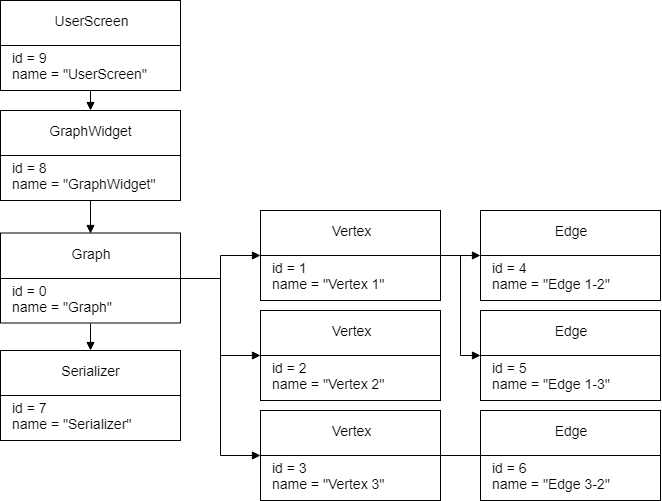 UserScreen
id = 9
name = "UserScreen"
GraphWidget
id = 8
name = "GraphWidget"
Graph
id = 0
name = "Graph"
Serializer
id = 7
name = "Serializer"
Vertex
id = 1
name = "Vertex 1"
Vertex
id = 2
name = "Vertex 2"
Vertex
id = 3
name = "Vertex 3"
Edge
id = 4
name = "Edge 1-2"
Edge
id = 5
name = "Edge 1-3"
Edge
id = 6
name = "Edge 3-2"